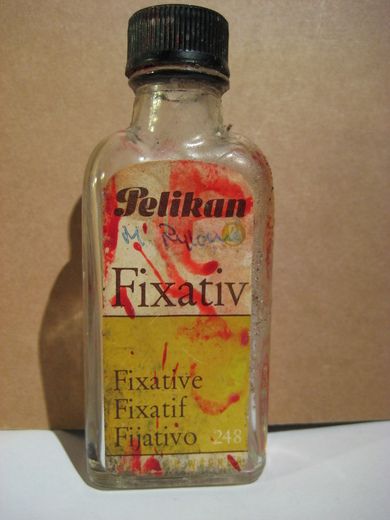 Pelikan
Fixativ
Fixative
Fixatif
Fijativo 248